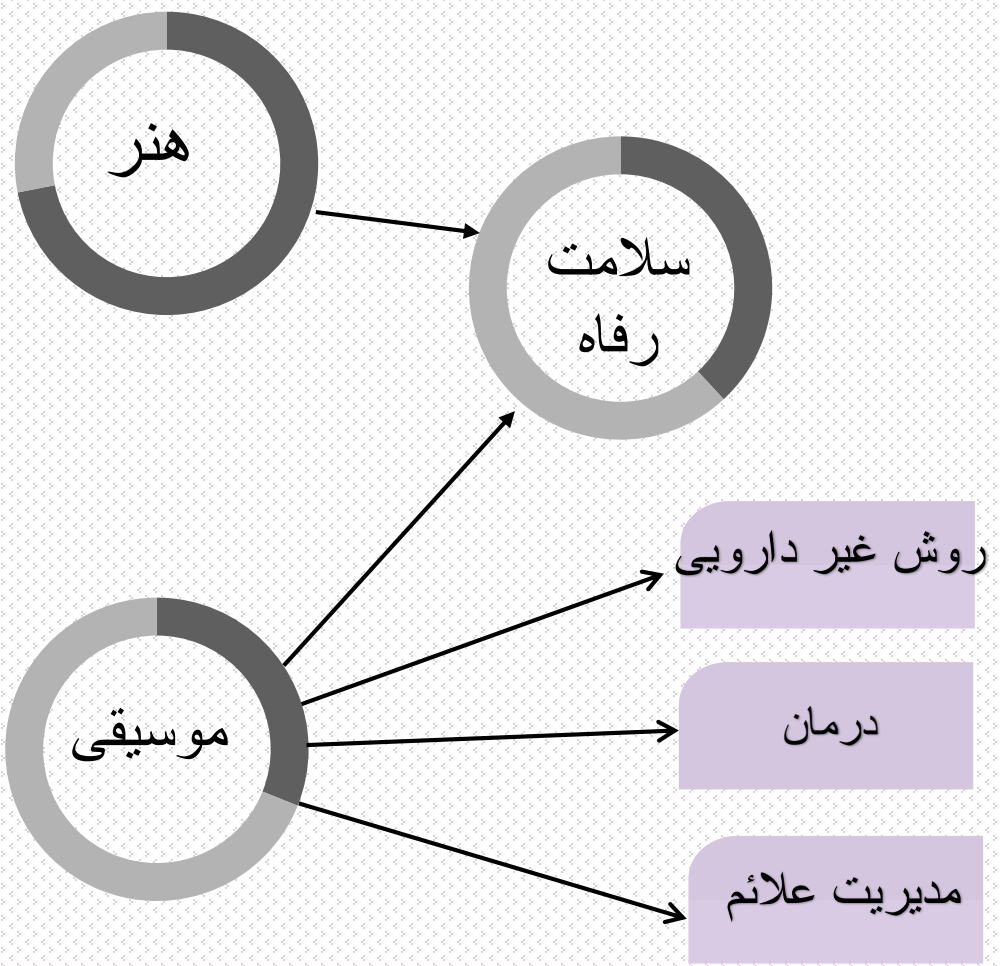 هنر
سلامت
رفاه
موسیقی
روش غیر دارویی
درمان
مدیریت علائم